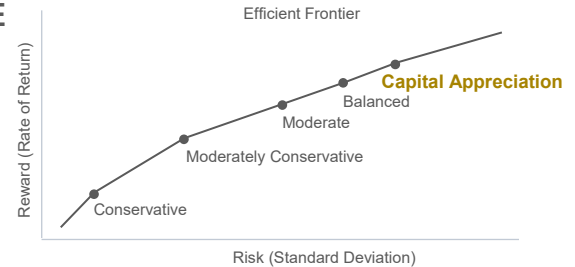 E
Efficient Frontier
Capital Appreciation
Balanced
Moderate
Moderately Conservative
Conservative
Reward (Rate of Return)
Risk (Standard Deviation)